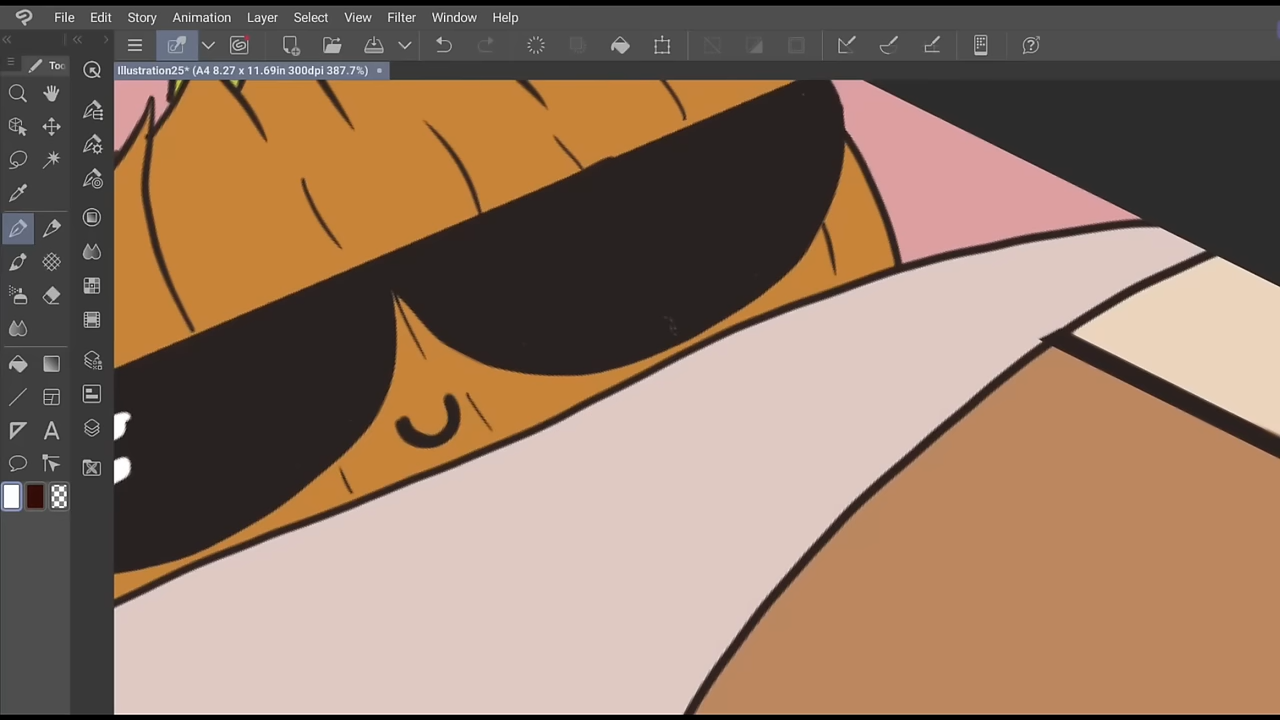 File Edit Story Animation Layer Select View Filter Window Help
Too
Illustration25* (A4 8.27 x 11.69in 300dpi 387.7%)